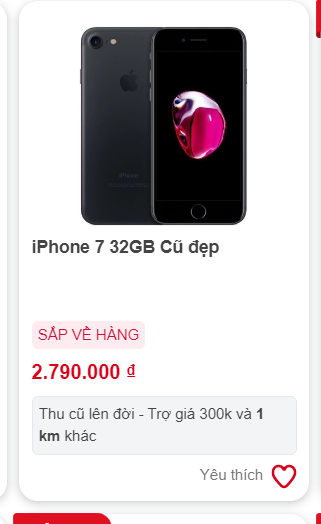 iPhone 7 32GB Cũ đẹp
SẮP VỀ HÀNG
2.790.000 ₫
Thu cũ lên đời - Trợ giá 300k và 1
km khác
Yêu thích